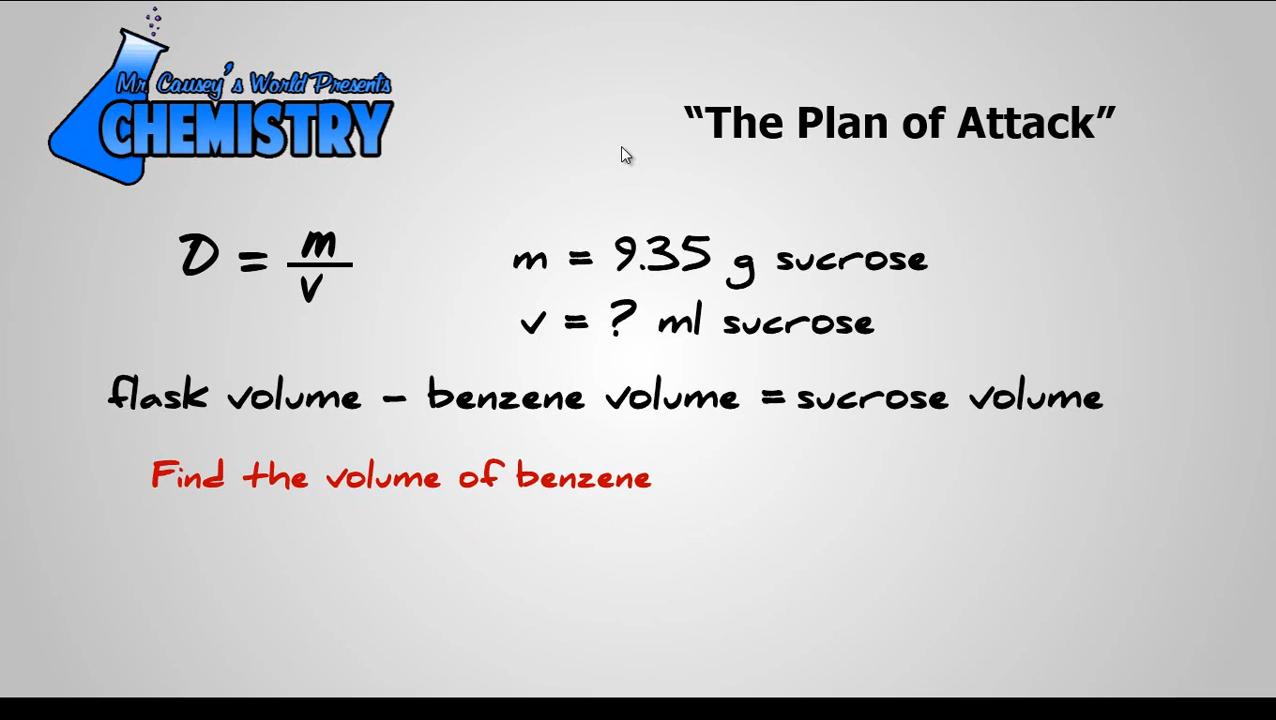 Mr. Causey's World Presents
CHEMISTRY
“The Plan of Attack”
D = m/v
m = 9.35 g sucrose
v = ? ml sucrose
flask volume - benzene volume = sucrose volume
Find the volume of benzene